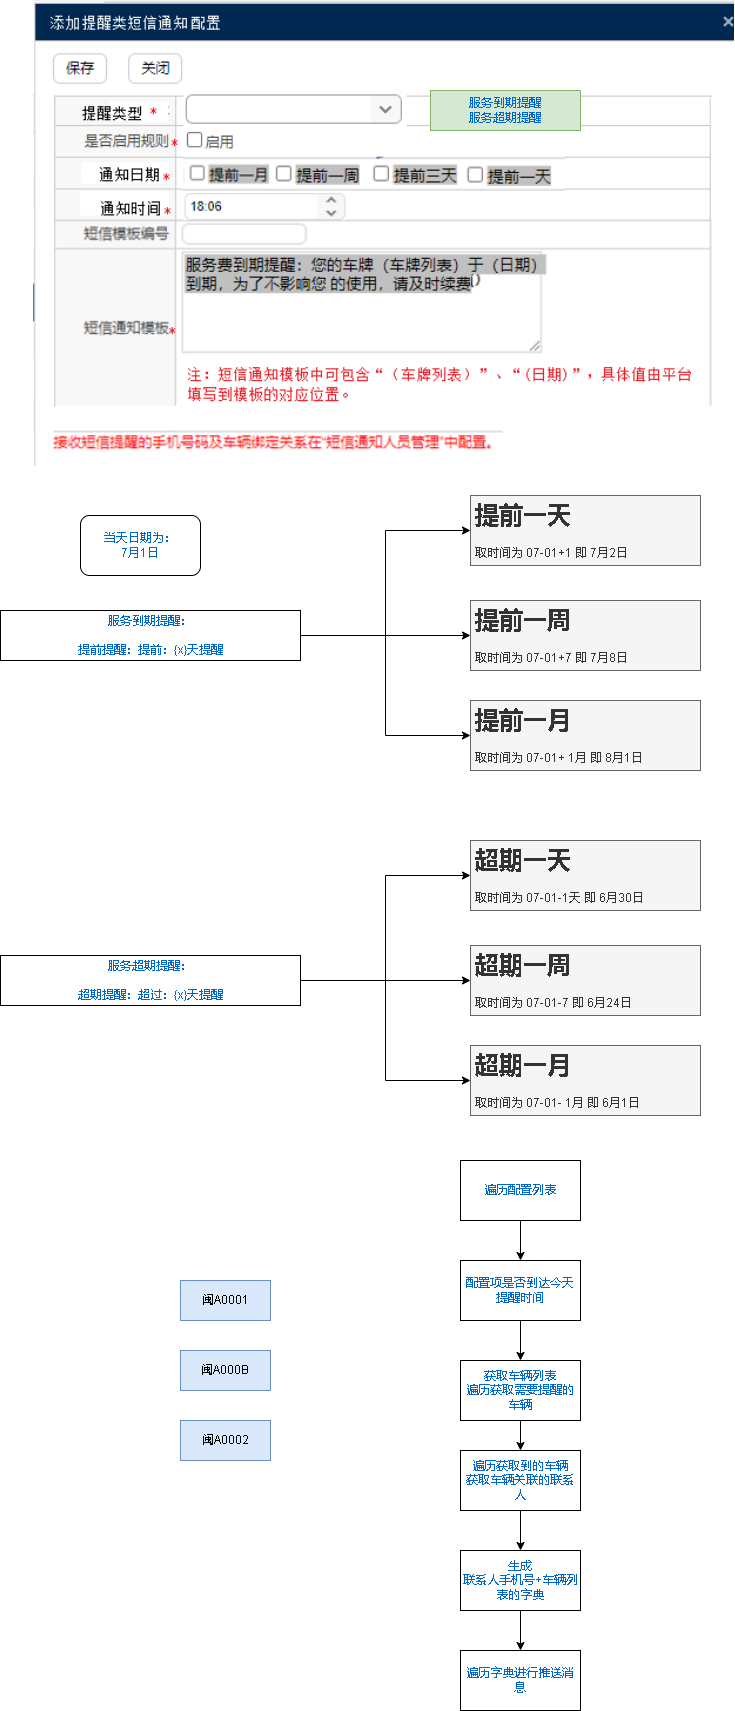 添加提醒类短信通知配置
保存 关闭
提醒类型 *
服务到期提醒
服务超期提醒
是否启用规则* 启用
通知日期* 提前一月 提前一周 提前三天 提前一天
通知时间* 18:06
短信模板编号
服务费到期提醒：您的车牌（车牌列表）于（日期）
到期，为了不影响您 的使用，请及时续费
短信通知模板*
注：短信通知模板中可包含“（车牌列表）”、“(日期)”，具体值由平台
填写到模板的对应位置。
接收短信提醒的手机号码及车辆绑定关系在“短信通知人员管理”中配置。
当天日期为：
7月1日
提前一天
取时间为 07-01+1 即 7月2日
服务到期提醒：
提前提醒：提前：{x}天提醒
提前一周
取时间为 07-01+7 即 7月8日
提前一月
取时间为 07-01+ 1月 即 8月1日
超期一天
取时间为 07-01-1天 即 6月30日
服务超期提醒：
超期提醒：超过：{x}天提醒
超期一周
取时间为 07-01-7 即 6月24日
超期一月
取时间为 07-01- 1月 即 6月1日
遍历配置列表
配置项是否到达今天
提醒时间
闽A0001
闽A000B
闽A0002
获取车辆列表
遍历获取需要提醒的
车辆
遍历获取到的车辆
获取车辆关联的联系
人
生成
联系人手机号+车辆列
表的字典
遍历字典进行推送消
息